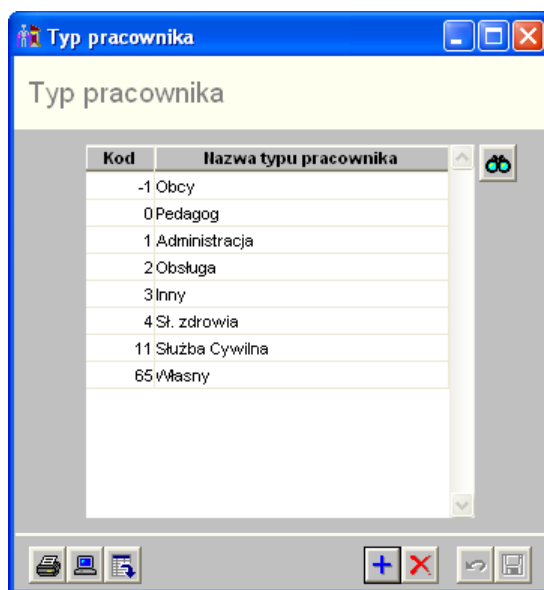 Typ pracownika
Typ pracownika
Kod Nazwa typu pracownika
-1 Obcy
0 Pedagog
1 Administracja
2 Obsługa
3 Inny
4 Sł. zdrowia
11 Służba Cywilna
65 Własny